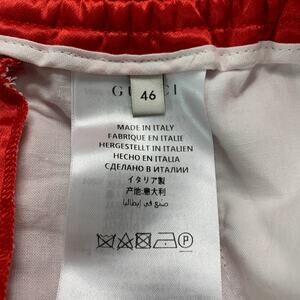 GUCCI
46
MADE IN ITALY
FABRIQUE EN ITALIE
HERGESTELLT IN ITALIEN
HECHO EN ITALIA
СДЕЛАНО В ИТАЛИИ
イタリア製
产地:意大利
صنع في إيطاليا
P